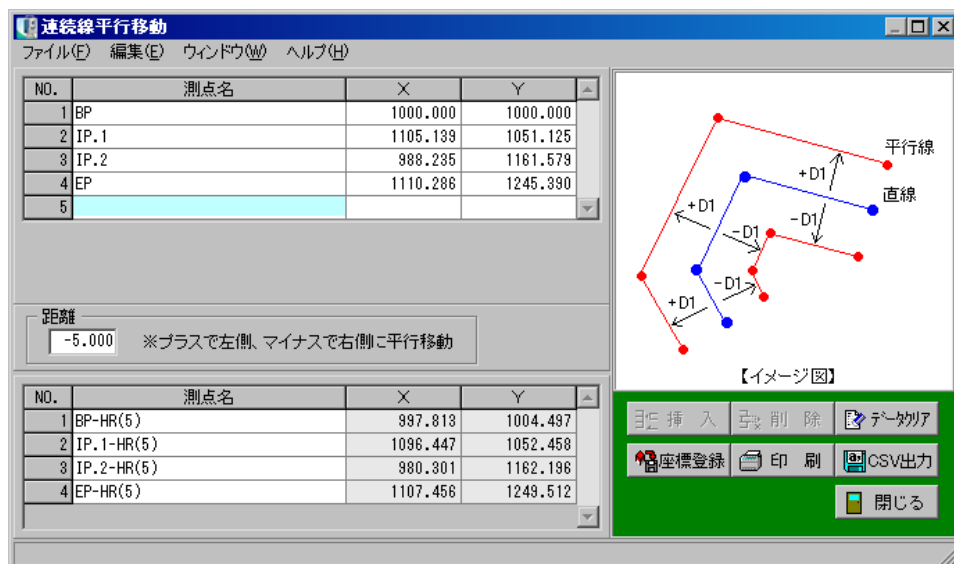 連続線平行移動
ファイル(F) 編集(E) ウィンドウ(W) ヘルプ(H)
NO. 測点名 X Y
1 BP 1000.000 1000.000
2 IP.1 1105.139 1051.125
3 IP.2 988.235 1161.579
4 EP 1110.286 1245.390
5
距離
-5.000 ※プラスで左側、マイナスで右側に平行移動
NO. 測点名 X Y
1 BP-HR(5) 997.813 1004.497
2 IP.1-HR(5) 1096.447 1052.458
3 IP.2-HR(5) 980.301 1162.196
4 EP-HR(5) 1107.456 1249.512
平行線
+D1
直線
+D1
-D1
-D1
-D1
+D1
【イメージ図】
挿 入 削 除 データクリア
座標登録 印 刷 CSV出力
閉じる